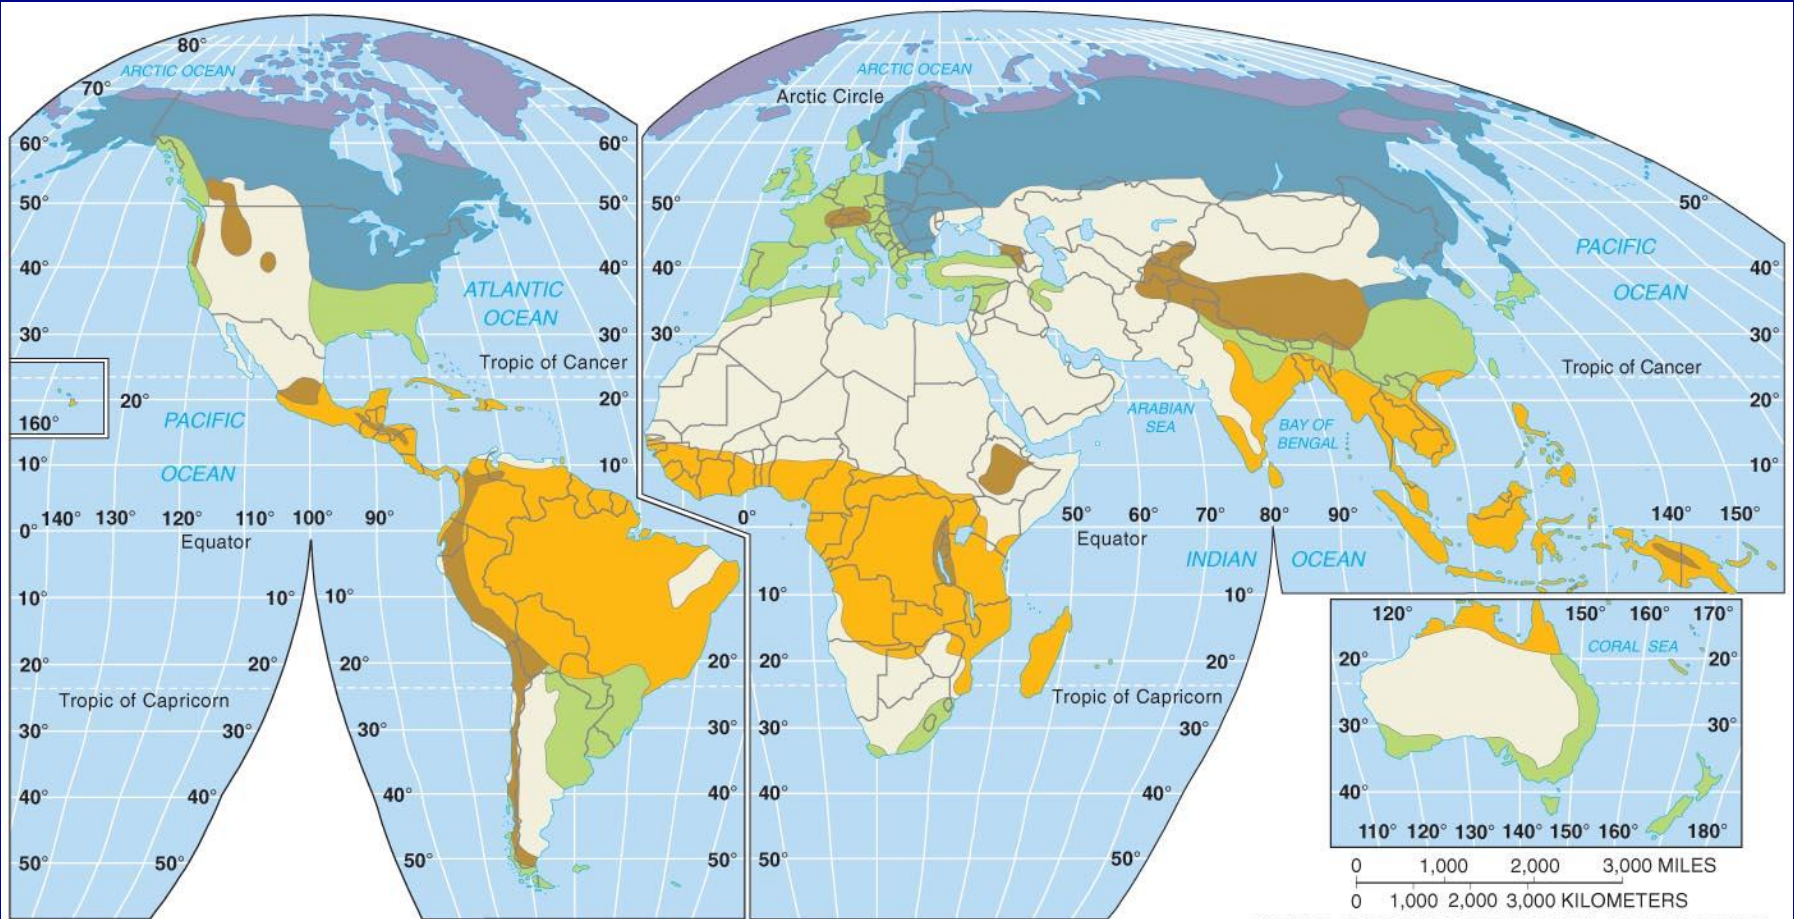 80°
ARCTIC OCEAN
70°
60° 60°
50° 50°
40° 40°
ATLANTIC
OCEAN
30° 30°
Tropic of Cancer
20° 20°
160°
PACIFIC
OCEAN
10° 10°
140° 130° 120° 110° 100° 90°
0°
Equator
10° 10° 10°
20° 20° 20° 20°
Tropic of Capricorn
30° 30° 30° 30°
40° 40° 40° 40°
50° 50° 50° 50°
ARCTIC OCEAN
Arctic Circle
60°
50° 50°
PACIFIC
OCEAN
40° 40°
30° 30°
Tropic of Cancer
20°
ARABIAN
SEA
BAY OF
BENGAL
10°
0° 50° 60° 70° 80° 90° 140° 150°
Equator
INDIAN OCEAN
10° 10°
20° 20°
Tropic of Capricorn
30° 30°
40° 40°
50° 50°
120° 150° 160° 170°
CORAL SEA
20° 20°
30° 30°
40°
110° 120° 130° 140° 150° 160° 180°
0 1,000 2,000 3,000 MILES
0 1,000 2,000 3,000 KILOMETERS